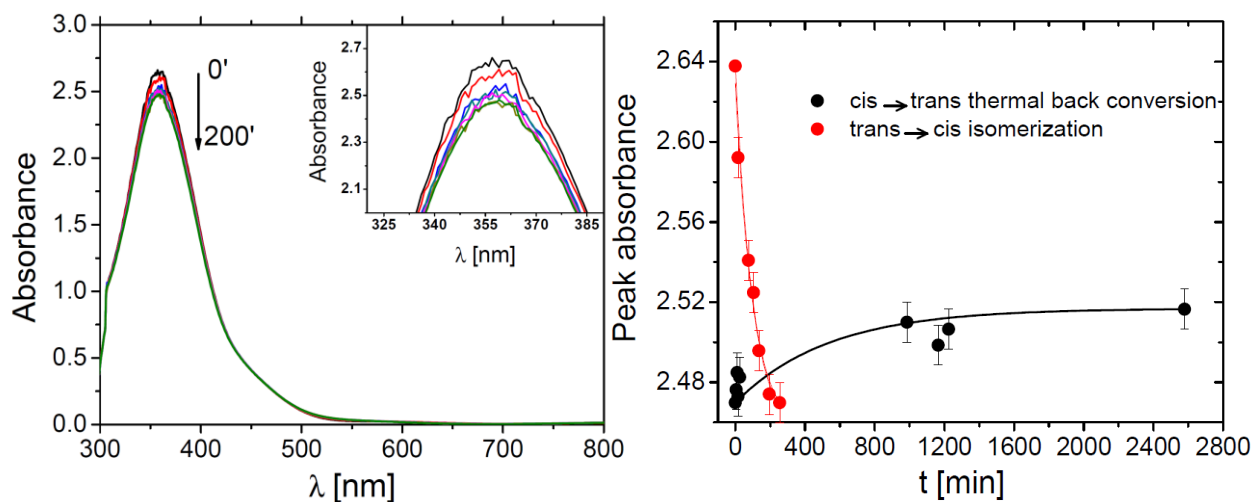 3.0
2.5
2.0
1.5
1.0
0.5
0.0
Absorbance
300 400 500 600 700 800
λ [nm]
0'
200'
2.7
2.5
2.3
2.1
Absorbance
325 340 355 370 385
λ [nm]
2.64
2.60
2.56
2.52
2.48
Peak absorbance
0 400 800 1200 1600 2000 2400 2800
t [min]
cis→trans thermal back conversion
trans→cis isomerization